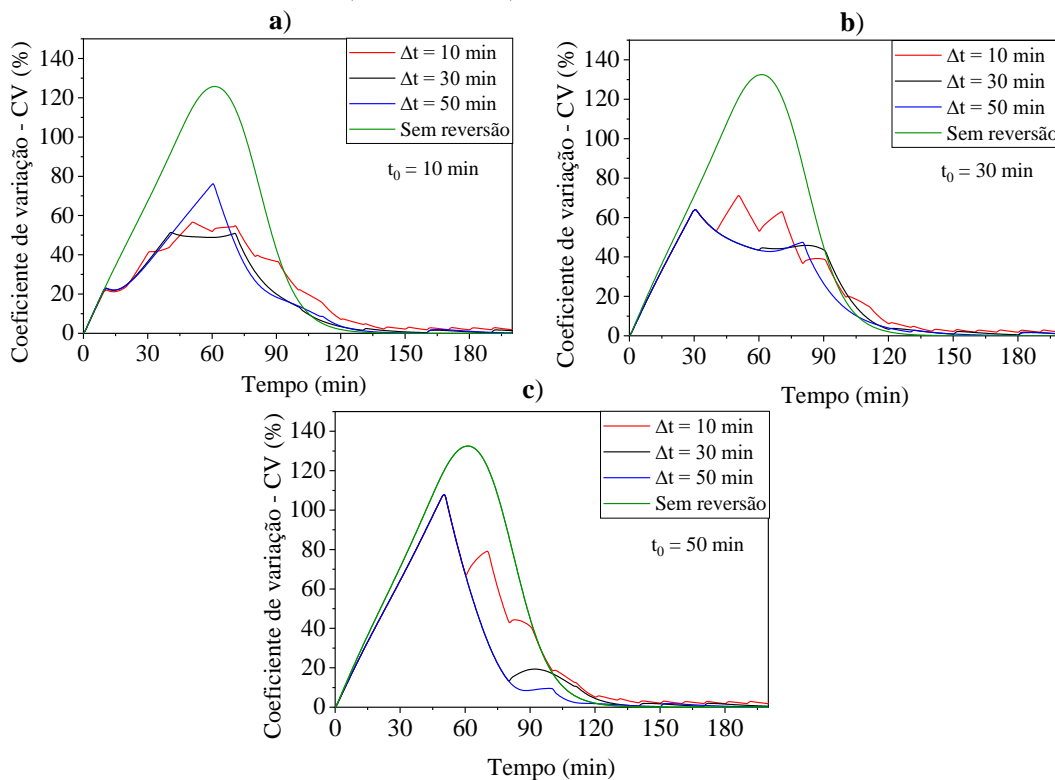 a)
Coeficiente de variação - CV (%)
140
120
100
80
60
40
20
0
Δt = 10 min
Δt = 30 min
Δt = 50 min
Sem reversão
t0 = 10 min
0 30 60 90 120 150 180
Tempo (min)
b)
Coeficiente de variação - CV (%)
140
120
100
80
60
40
20
0
Δt = 10 min
Δt = 30 min
Δt = 50 min
Sem reversão
t0 = 30 min
0 30 60 90 120 150 180
Tempo (min)
c)
Coeficiente de variação - CV (%)
140
120
100
80
60
40
20
0
Δt = 10 min
Δt = 30 min
Δt = 50 min
Sem reversão
t0 = 50 min
0 30 60 90 120 150 180
Tempo (min)